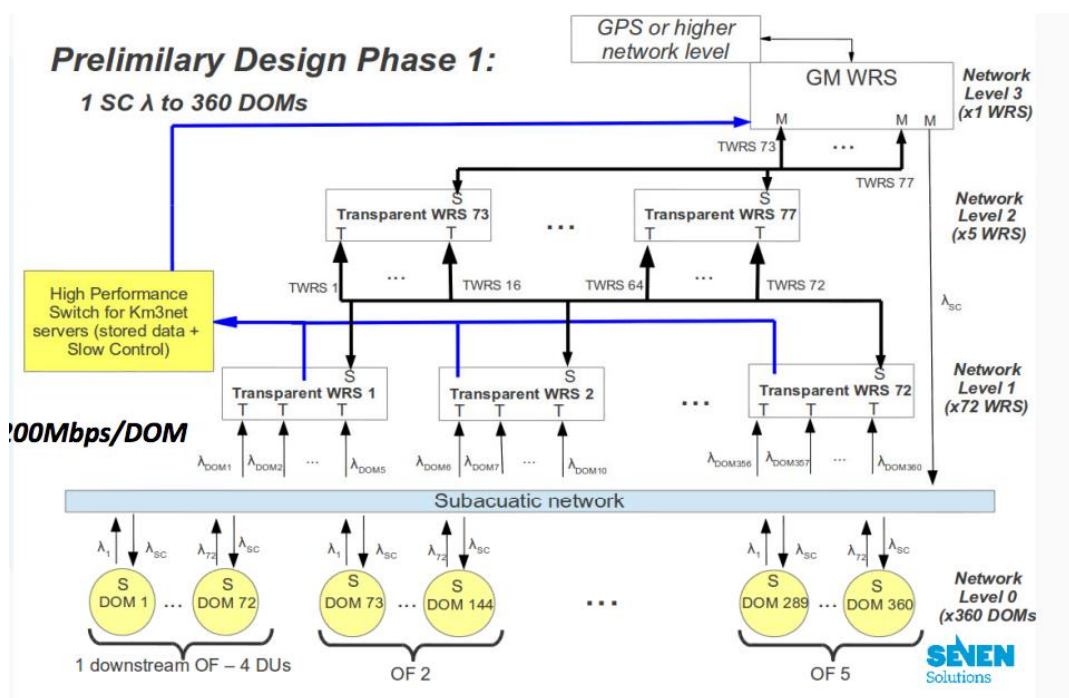 Prelimilary Design Phase 1:
1 SC λ to 360 DOMs
GPS or higher
network level
GM WRS
M
M
M
Network
Level 3
(x1 WRS)
TWRS 73
...
TWRS 77
S
Transparent WRS 73
T
T
...
S
Transparent WRS 77
T
T
Network
Level 2
(x5 WRS)
TWRS 1
...
TWRS 16
TWRS 64
...
TWRS 72
λSC
High Performance
Switch for Km3net
servers (stored data +
Slow Control)
S
Transparent WRS 1
T
T
T
S
Transparent WRS 2
T
T
T
...
S
Transparent WRS 72
T
T
T
Network
Level 1
(x72 WRS)
200Mbps/DOM
λDOM1
λDOM2
...
λDOM5
λDOM6
λDOM7
...
λDOM10
λDOM356
λDOM357
...
λDOM360
Subacuatic network
λ1
λSC
λ72
λSC
λ1
λSC
λ72
λSC
λ1
λSC
λ72
λSC
S
DOM 1
...
S
DOM 72
S
DOM 73
...
S
DOM 144
...
S
DOM 289
...
S
DOM 360
Network
Level 0
(x360 DOMs
1 downstream OF – 4 DUs
OF 2
OF 5
SEVEN
Solutions